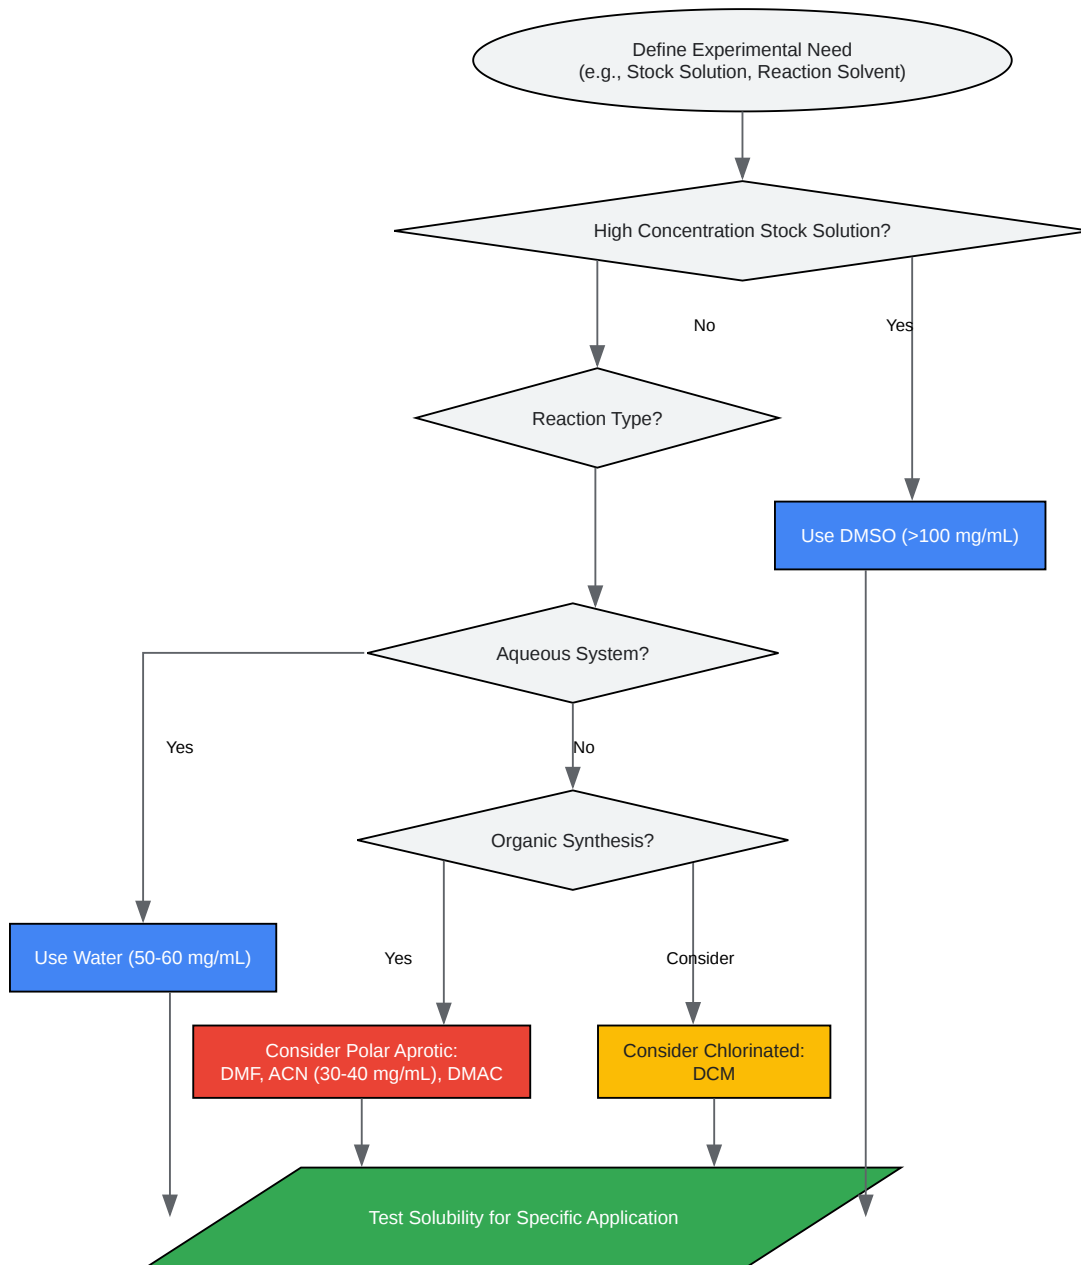 Define Experimental Need
(e.g., Stock Solution, Reaction Solvent)
High Concentration Stock Solution?
No
Yes
Reaction Type?
Use DMSO (>100 mg/mL)
Aqueous System?
Yes
No
Organic Synthesis?
Use Water (50-60 mg/mL)
Yes
Consider
Consider Polar Aprotic:
DMF, ACN (30-40 mg/mL), DMAC
Consider Chlorinated:
DCM
Test Solubility for Specific Application